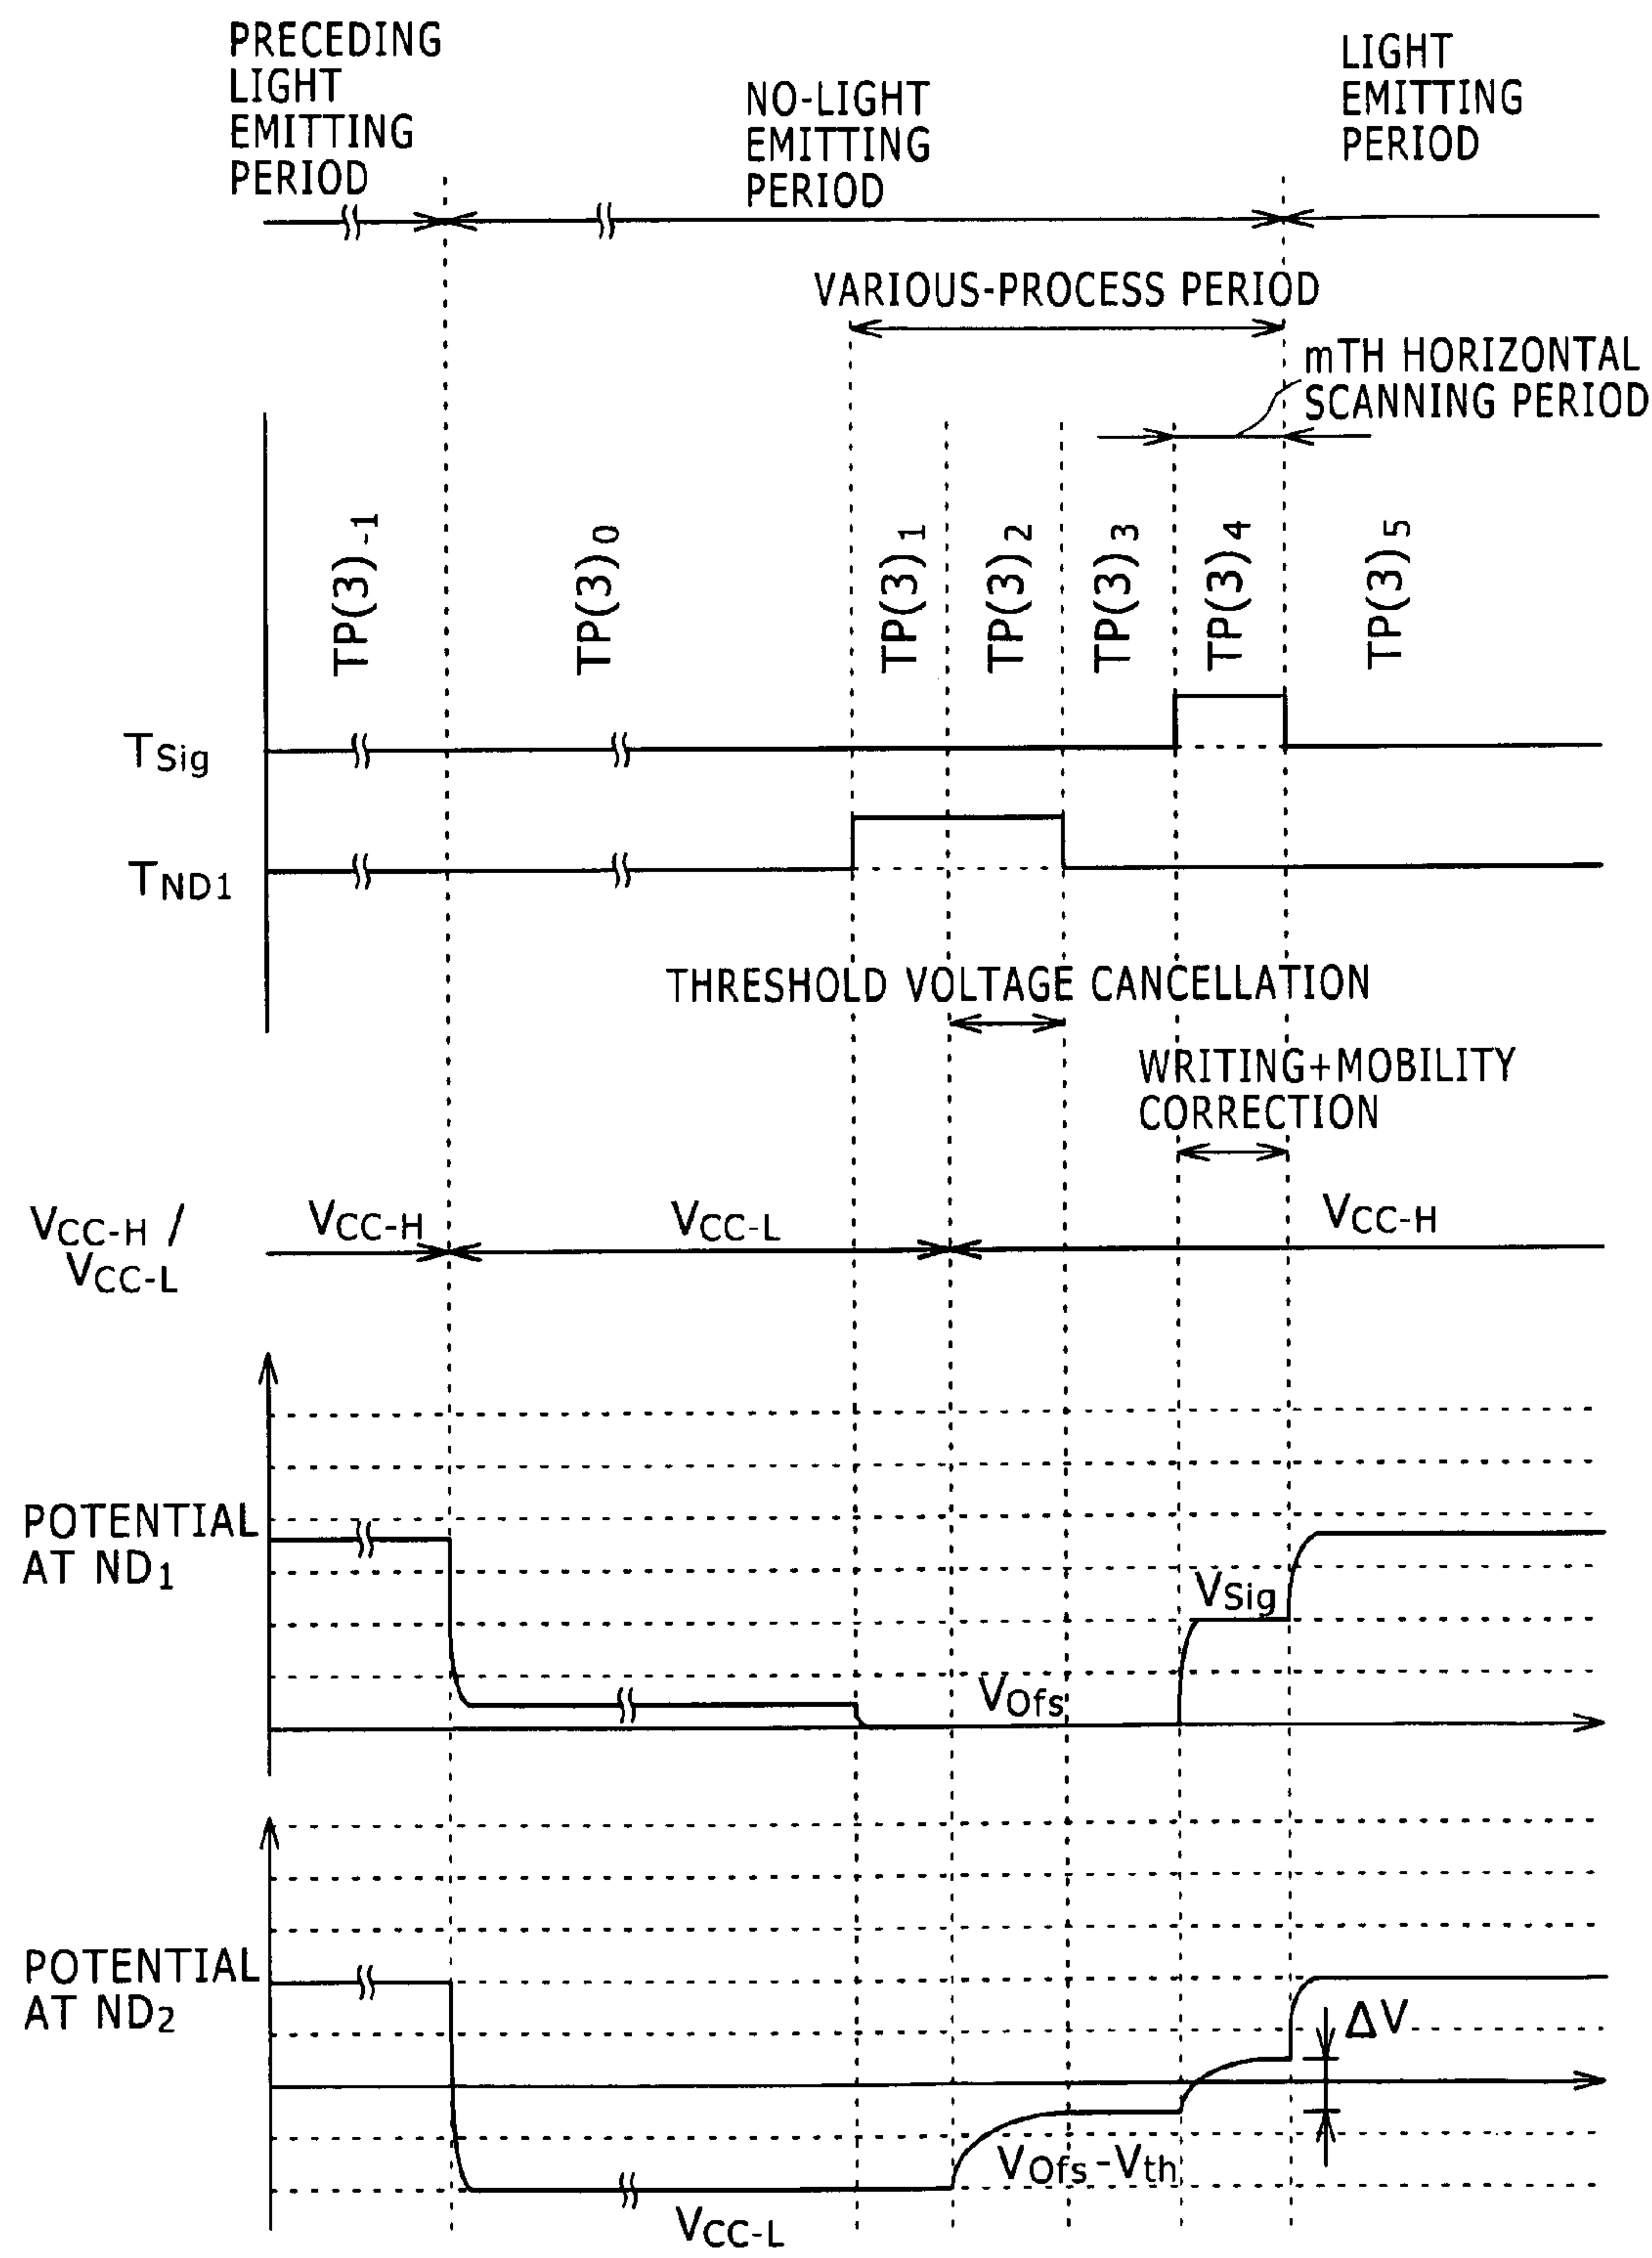 PRECEDING
LIGHT
EMITTING
PERIOD
NO-LIGHT
EMITTING
PERIOD
LIGHT
EMITTING
PERIOD
VARIOUS-PROCESS PERIOD
mTH HORIZONTAL
SCANNING PERIOD
TP(3)-1
TP(3)0
TP(3)1
TP(3)2
TP(3)3
TP(3)4
TP(3)5
TSig
TND1
THRESHOLD VOLTAGE CANCELLATION
WRITING+MOBILITY
CORRECTION
VCC-H /
VCC-L
VCC-H
VCC-L
VCC-H
POTENTIAL
AT ND1
VSig
VOfs
POTENTIAL
AT ND2
ΔV
VOfs-Vth
VCC-L